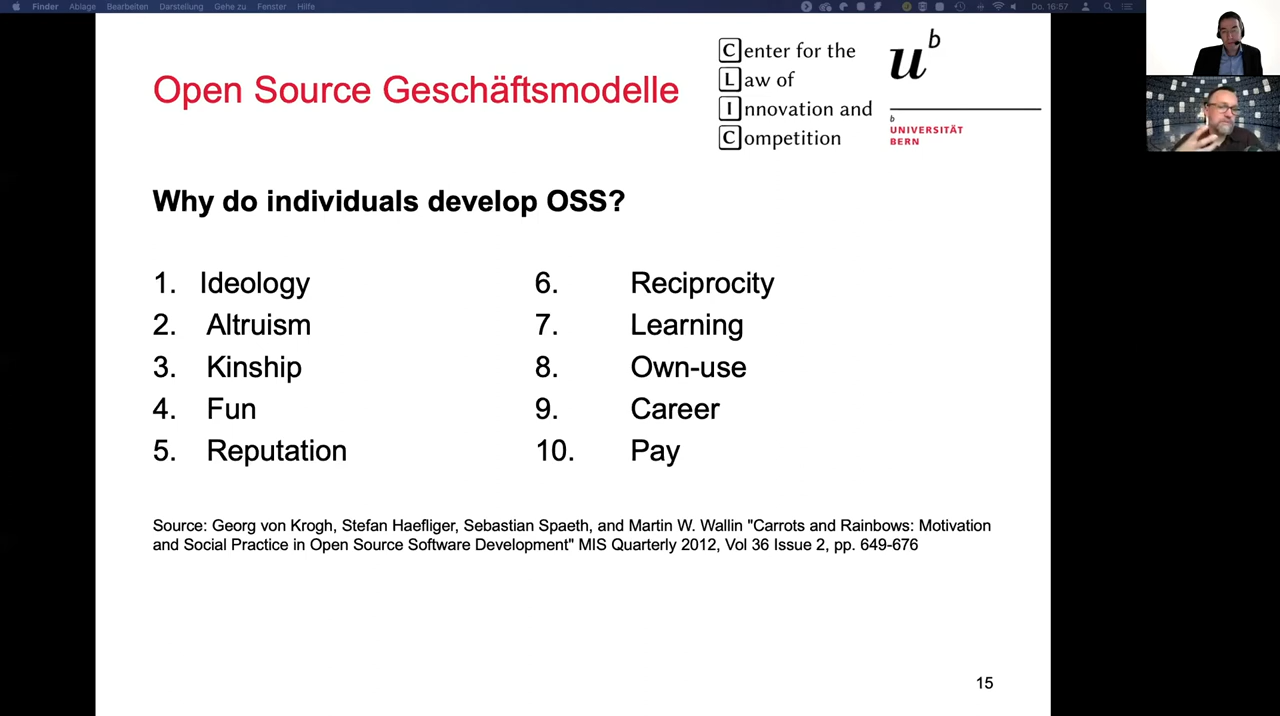 Finder Ablage Bearbeiten Darstellung Gehe zu Fenster Hilfe
Do. 16:57
Open Source Geschäftsmodelle
Center for the
Law of
Innovation and
Competition
u b
b
UNIVERSITÄT
BERN
Why do individuals develop OSS?
1. Ideology
2. Altruism
3. Kinship
4. Fun
5. Reputation
6. Reciprocity
7. Learning
8. Own-use
9. Career
10. Pay
Source: Georg von Krogh, Stefan Haefliger, Sebastian Spaeth, and Martin W. Wallin "Carrots and Rainbows: Motivation
and Social Practice in Open Source Software Development" MIS Quarterly 2012, Vol 36 Issue 2, pp. 649-676
15